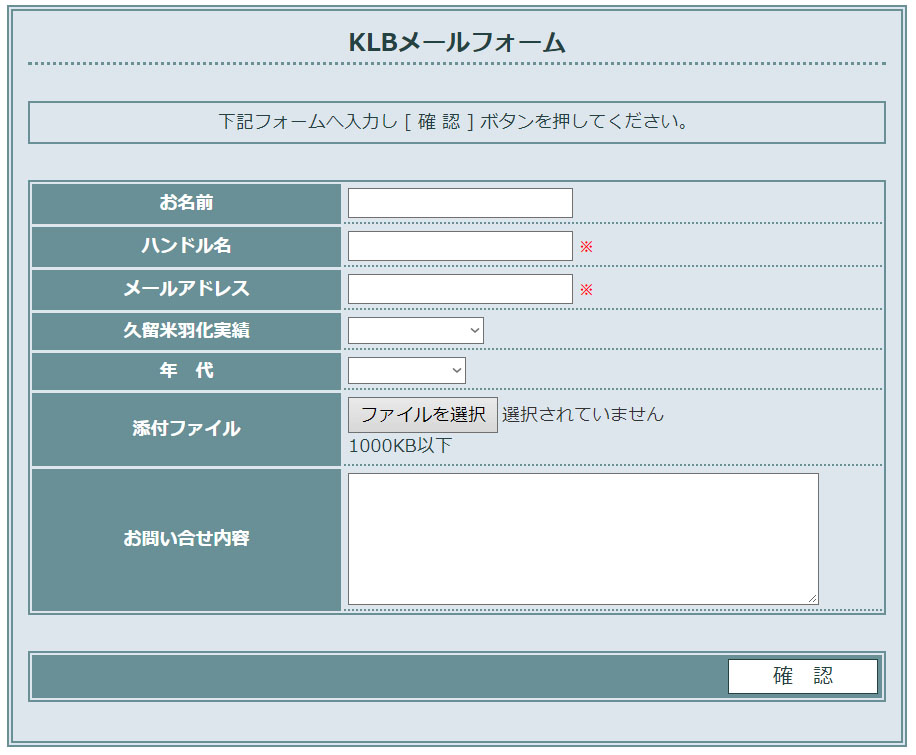 KLBメールフォーム
下記フォームへ入力し [ 確 認 ] ボタンを押してください。
お名前
ハンドル名 ※
メールアドレス ※
久留米羽化実績
年　代
添付ファイル
ファイルを選択 選択されていません
1000KB以下
お問い合せ内容
確　認